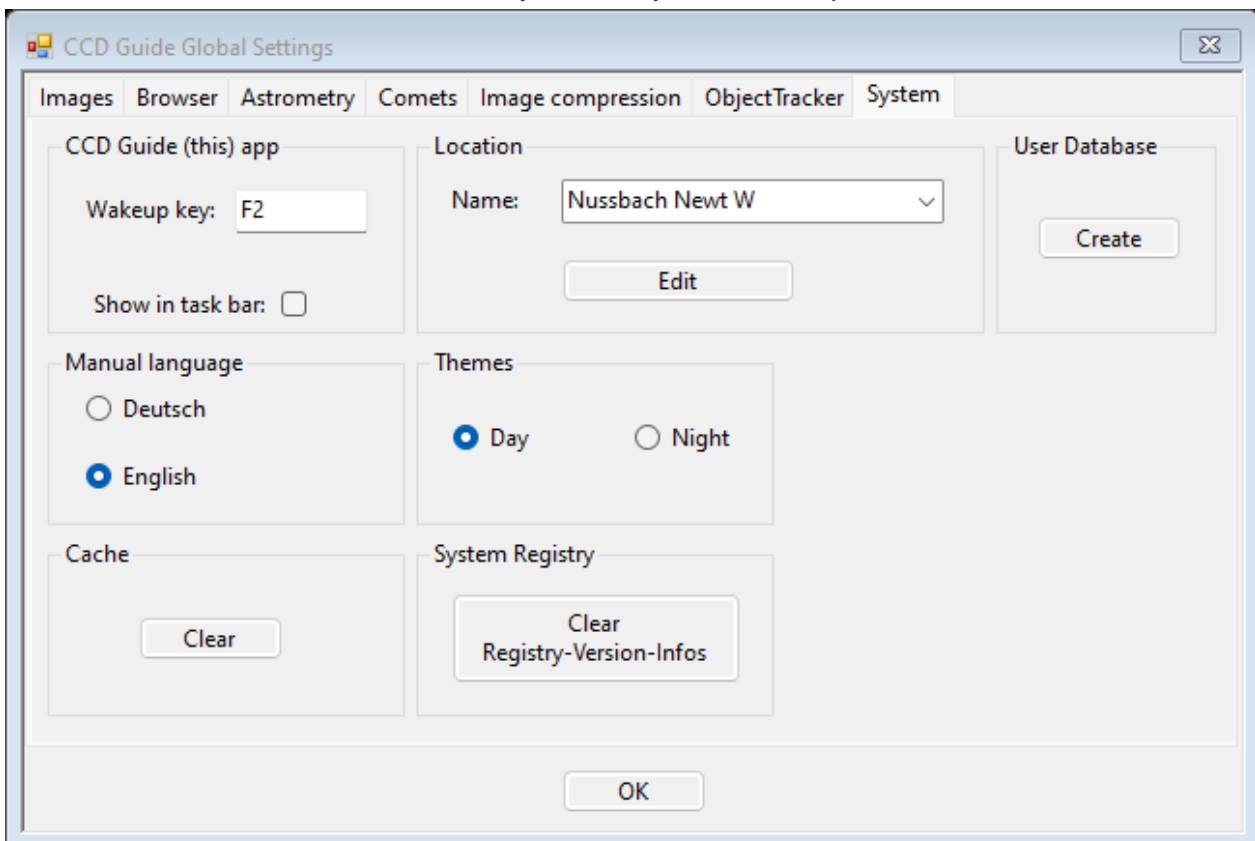 CCD Guide Global Settings
Images Browser Astrometry Comets Image compression ObjectTracker System
CCD Guide (this) app
Wakeup key: F2
Show in task bar:
Location
Name: Nussbach Newt W
Edit
User Database
Create
Manual language
Deutsch
English
Themes
Day Night
Cache
Clear
System Registry
Clear
Registry-Version-Infos
OK